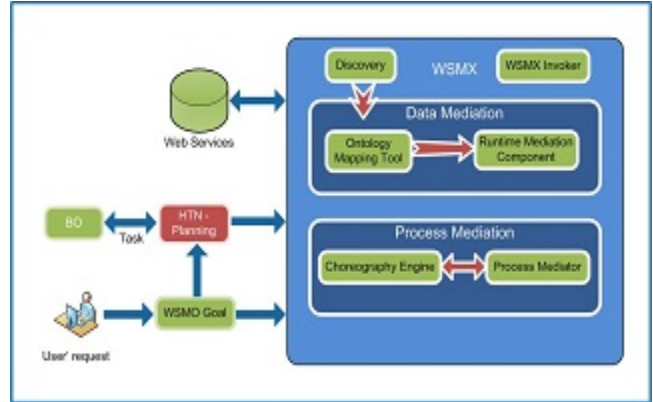 Discovery
WSMX
WSMX Invoker
Data Mediation
Web Services
Ontology
Mapping Tool
Runtime Mediation
Component
BO
Task
HTN -
Planning
Process Mediation
Choreography Engine
Process Mediator
WSMO Goal
User' request